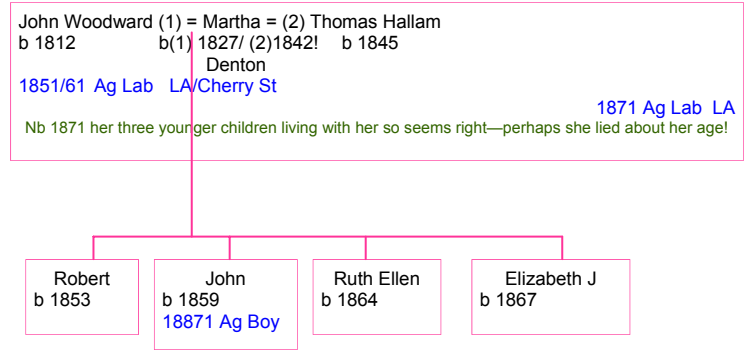 John Woodward (1) = Martha = (2) Thomas Hallam
b 1812 b(1) 1827/ (2)1842! b 1845
Denton
1851/61 Ag Lab LA/Cherry St
1871 Ag Lab LA
Nb 1871 her three younger children living with her so seems right—perhaps she lied about her age!
Robert
b 1853
John
b 1859
18871 Ag Boy
Ruth Ellen
b 1864
Elizabeth J
b 1867